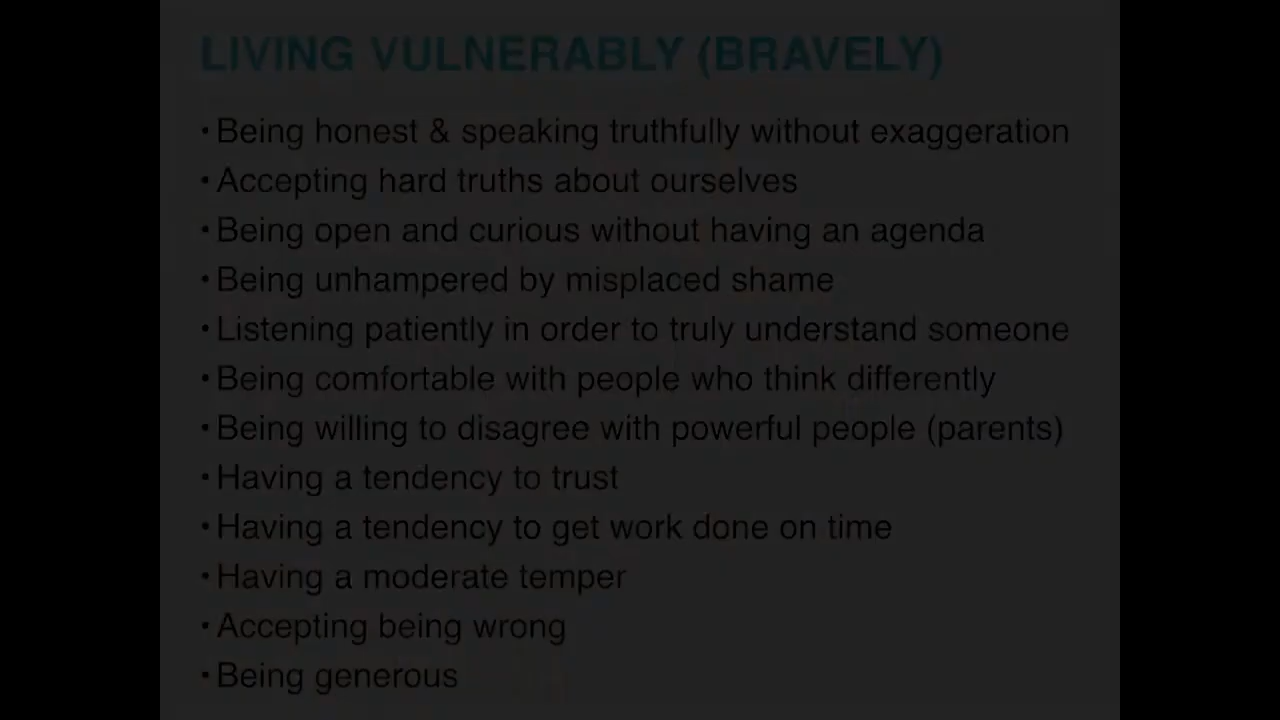 LIVING VULNERABLY (BRAVELY)
• Being honest & speaking truthfully without exaggeration
• Accepting hard truths about ourselves
• Being open and curious without having an agenda
• Being unhampered by misplaced shame
• Listening patiently in order to truly understand someone
• Being comfortable with people who think differently
• Being willing to disagree with powerful people (parents)
• Having a tendency to trust
• Having a tendency to get work done on time
• Having a moderate temper
• Accepting being wrong
• Being generous